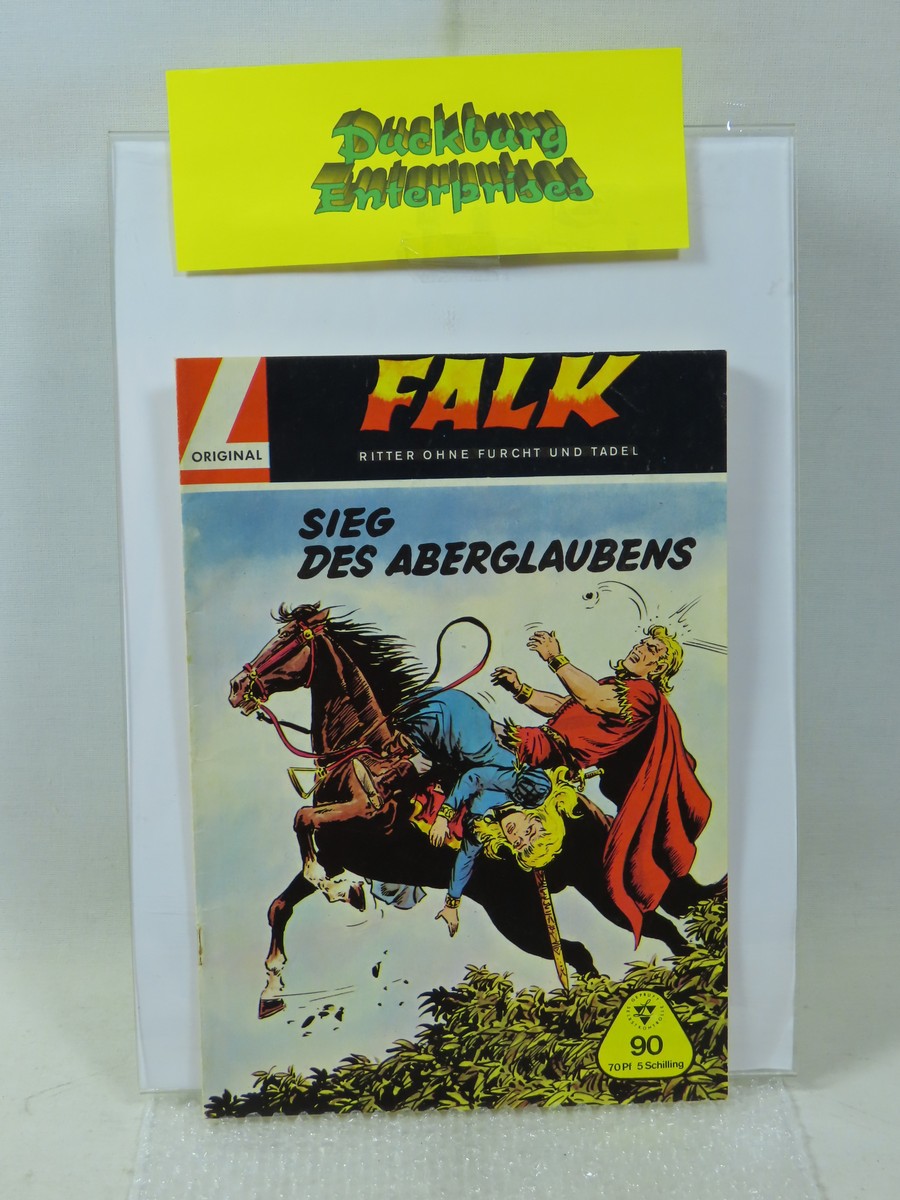 Duckburg
Enterprises
FALK
ORIGINAL
RITTER OHNE FURCHT UND TADEL
SIEG
DES ABERGLAUBENS
90
70 Pf 5 Schilling